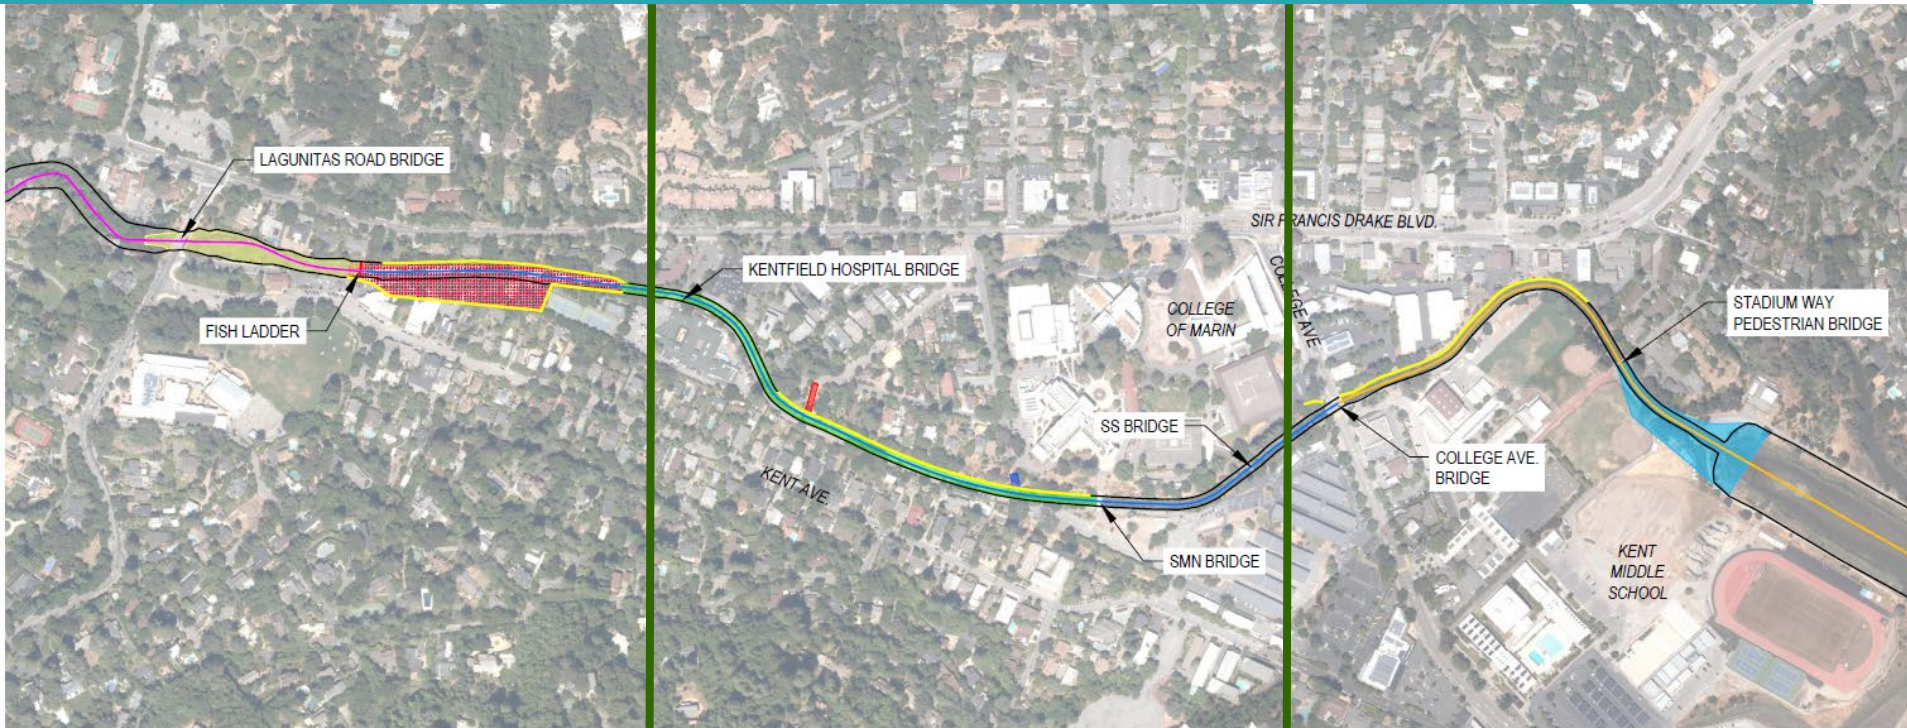 LAGUNITAS ROAD BRIDGE
FISH LADDER
KENTFIELD HOSPITAL BRIDGE
SIR FRANCIS DRAKE BLVD.
COLLEGE AVE
COLLEGE
OF MARIN
KENT AVE.
SS BRIDGE
SMN BRIDGE
STADIUM WAY
PEDESTRIAN BRIDGE
COLLEGE AVE.
BRIDGE
KENT
MIDDLE
SCHOOL